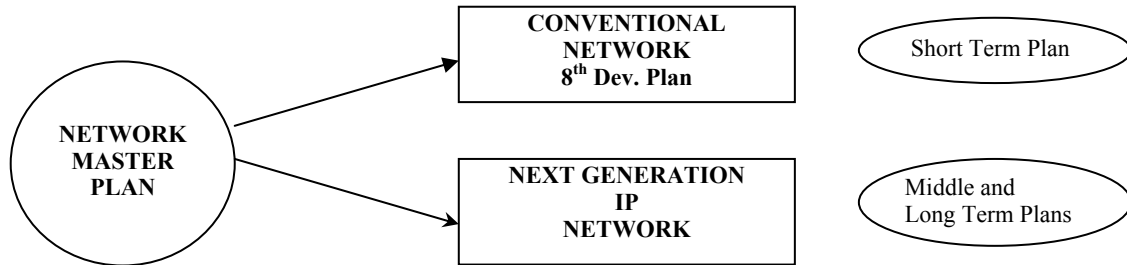 NETWORK
MASTER
PLAN
CONVENTIONAL
NETWORK
8th Dev. Plan
Short Term Plan
NEXT GENERATION
IP
NETWORK
Middle and
Long Term Plans